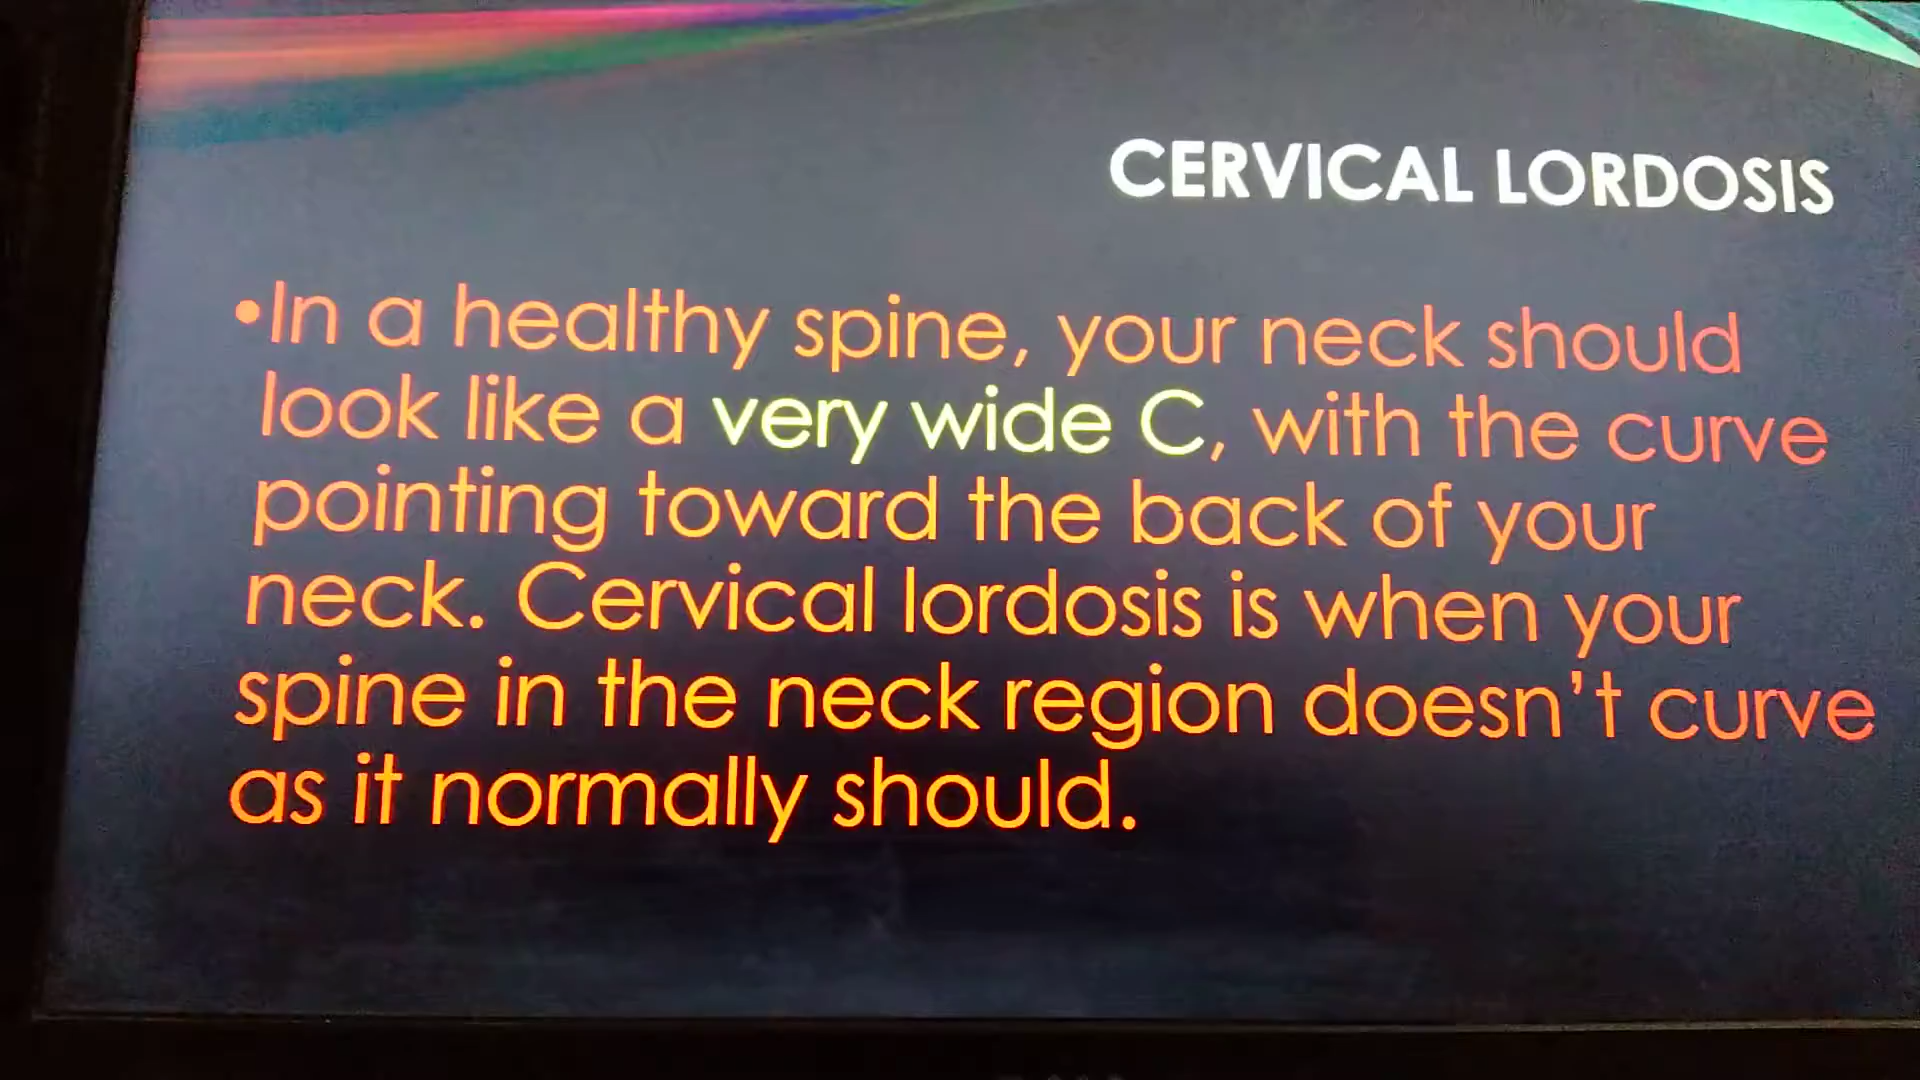 CERVICAL LORDOSIS
•In a healthy spine, your neck should
look like a very wide C, with the curve
pointing toward the back of your
neck. Cervical lordosis is when your
spine in the neck region doesn't curve
as it normally should.